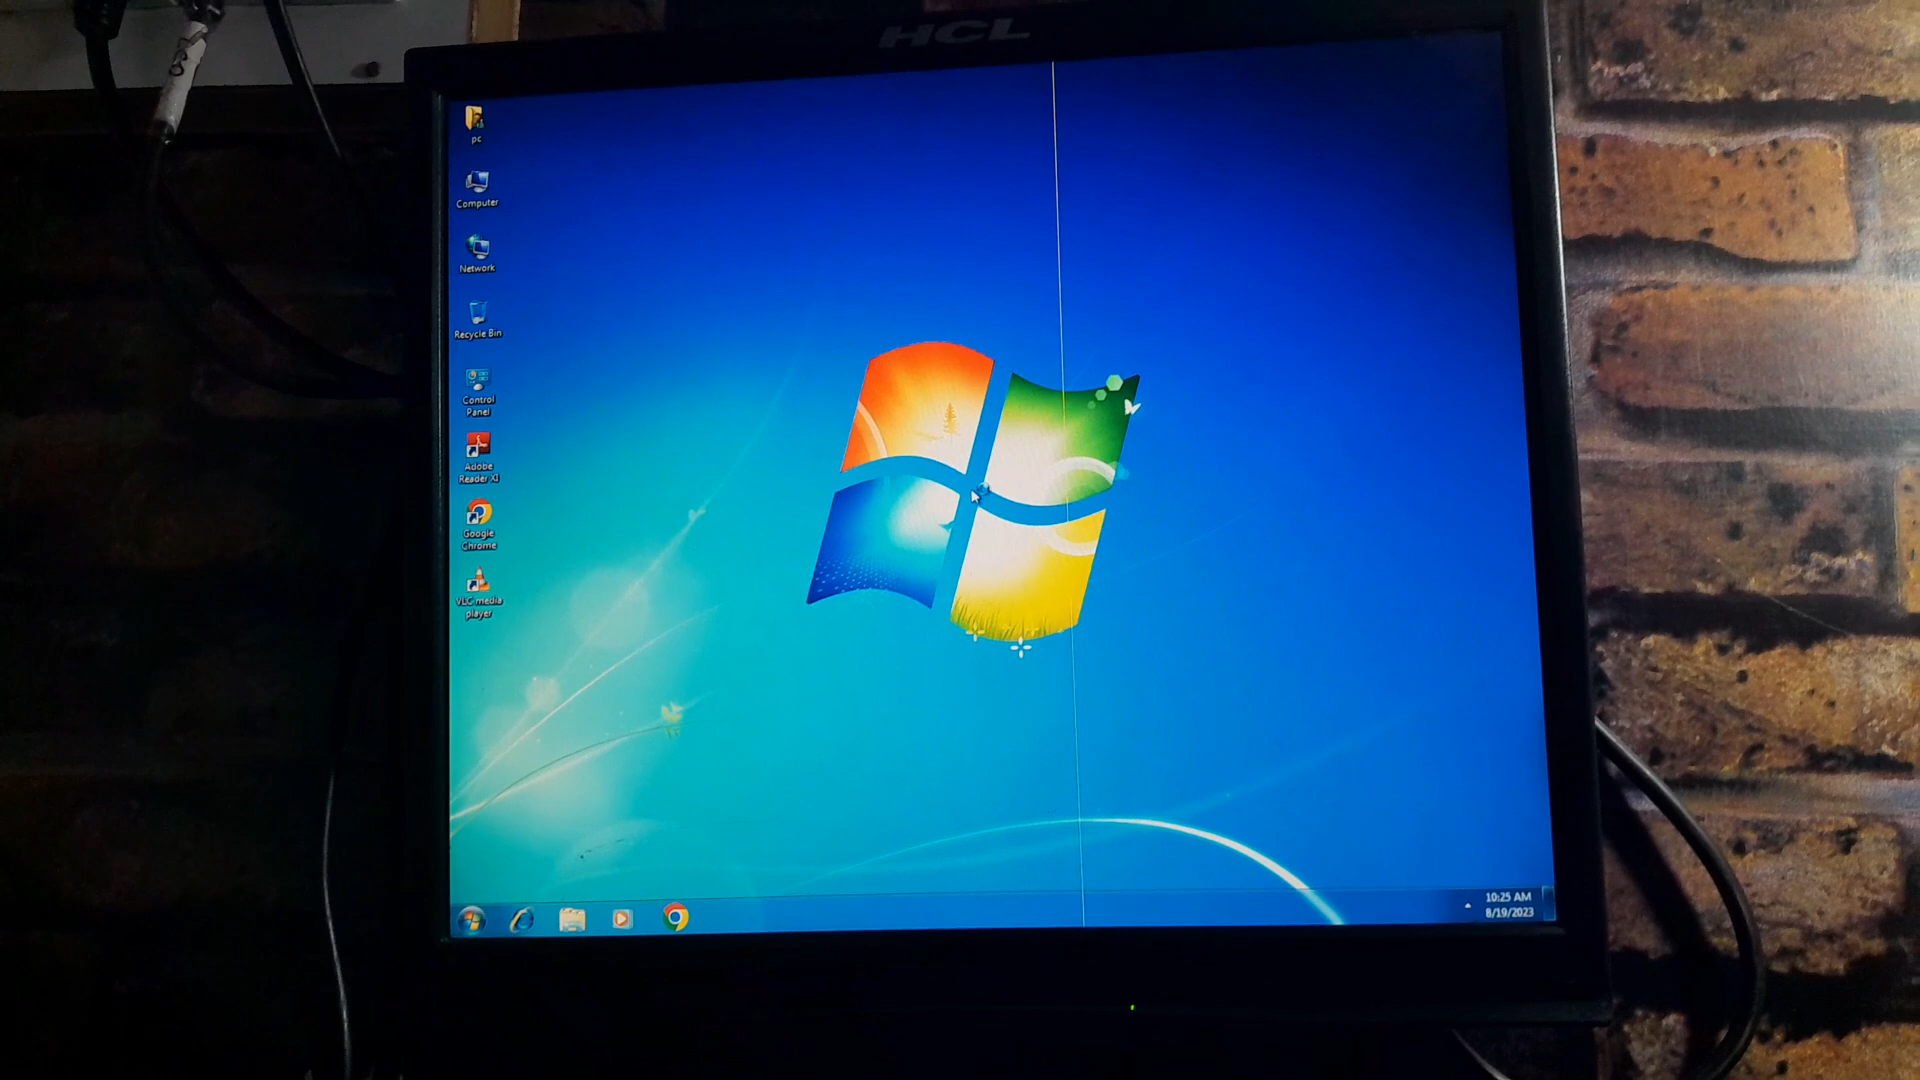 HCL
pc
Computer
Network
Recycle Bin
Control
Panel
Adobe
Reader XI
Google
Chrome
VLC media
player
10:25 AM
8/19/2023